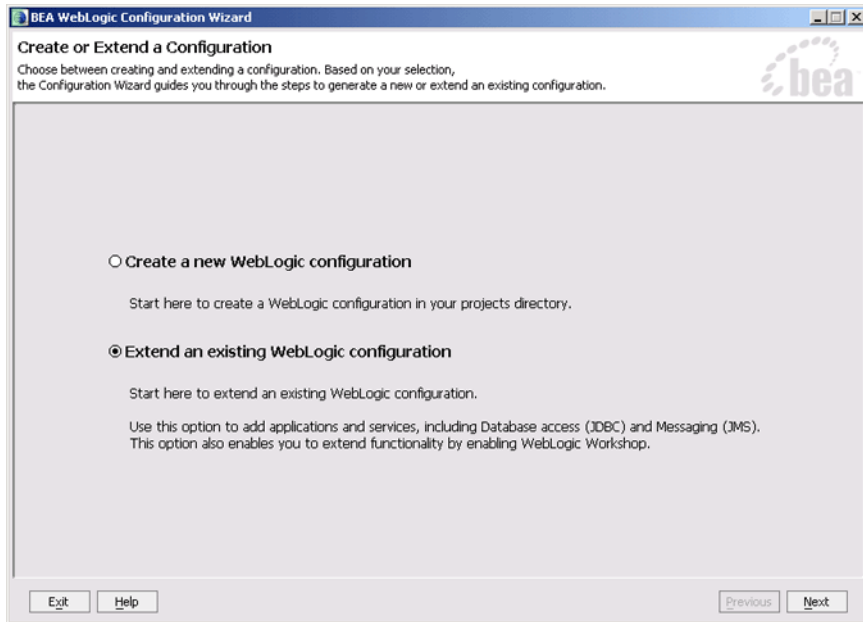 BEA WebLogic Configuration Wizard
Create or Extend a Configuration
Choose between creating and extending a configuration. Based on your selection,
the Configuration Wizard guides you through the steps to generate a new or extend an existing configuration.
bea
Create a new WebLogic configuration
Start here to create a WebLogic configuration in your projects directory.
Extend an existing WebLogic configuration
Start here to extend an existing WebLogic configuration.
Use this option to add applications and services, including Database access (JDBC) and Messaging (JMS).
This option also enables you to extend functionality by enabling WebLogic Workshop.
Exit Help Previous Next